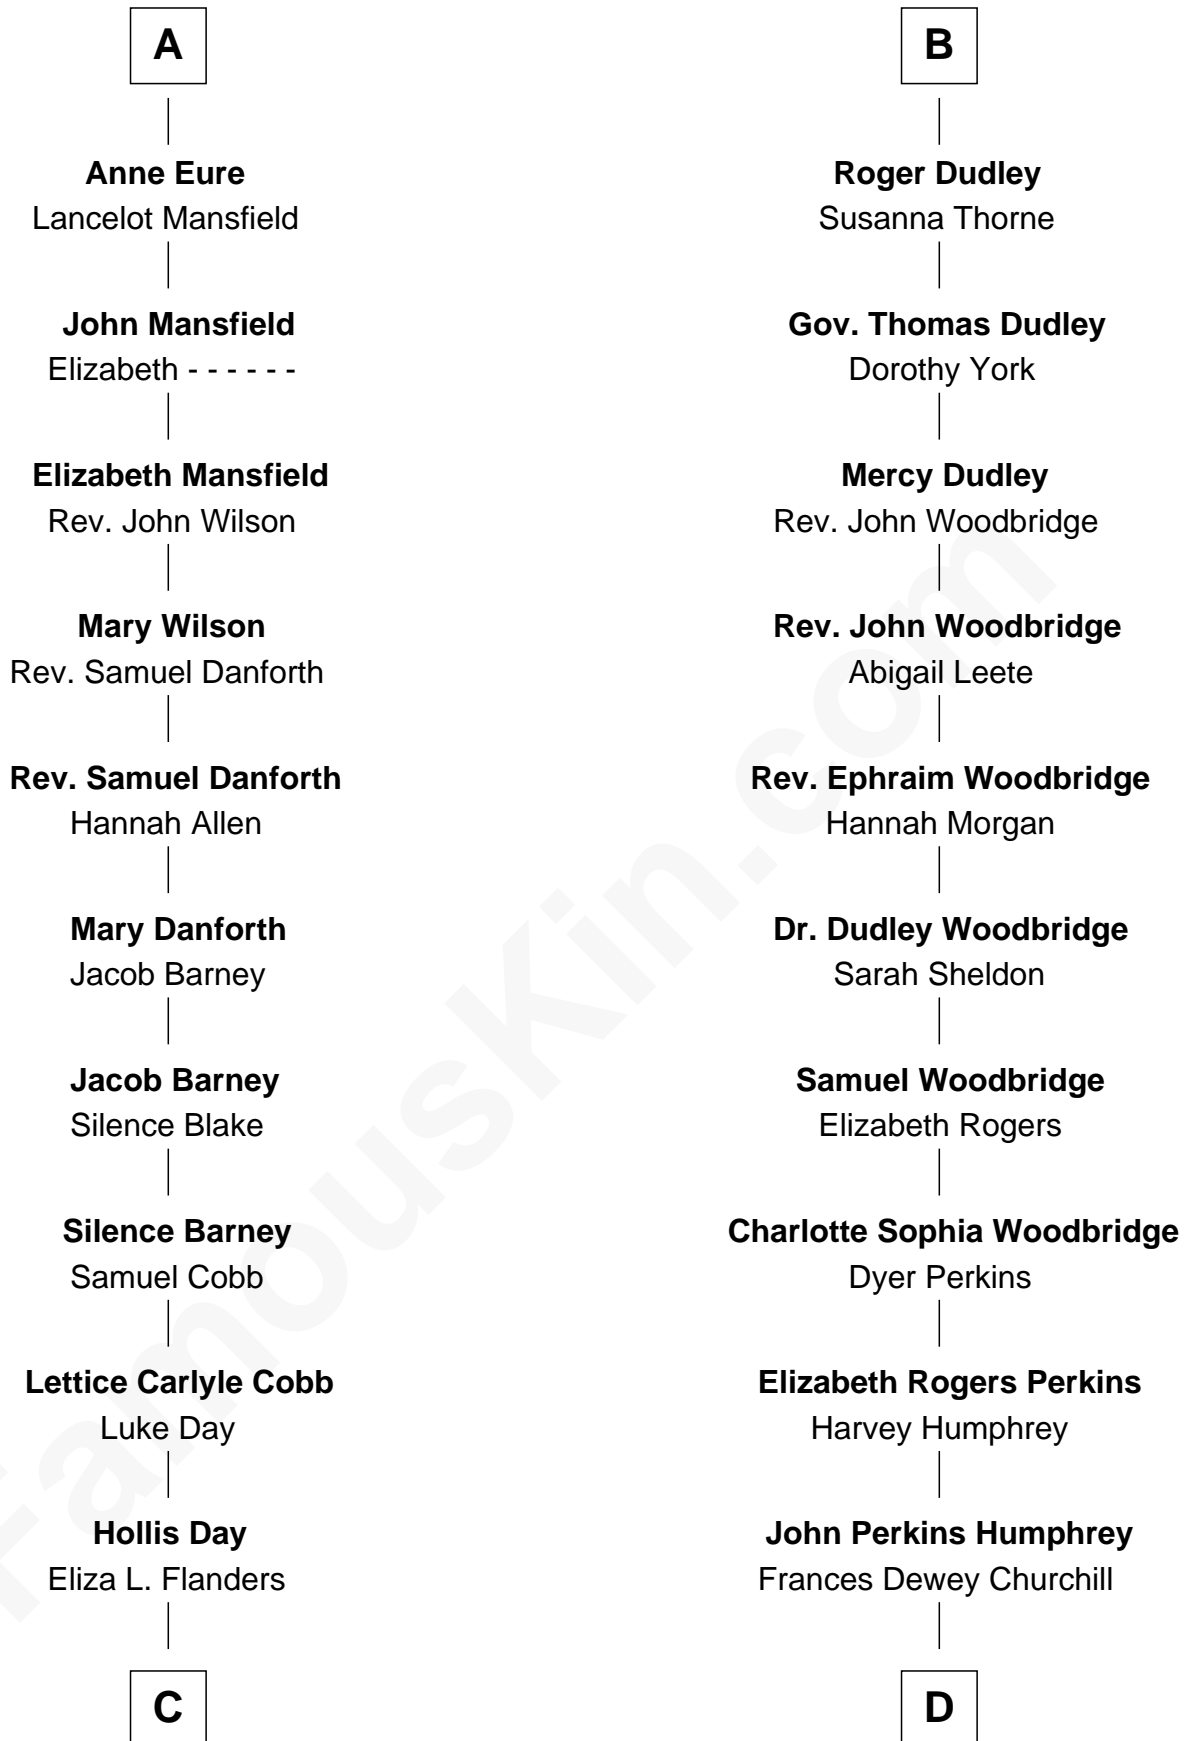 A
Anne Eure
Lancelot Mansfield
John Mansfield
Elizabeth - - - - - -
Elizabeth Mansfield
Rev. John Wilson
Mary Wilson
Rev. Samuel Danforth
Rev. Samuel Danforth
Hannah Allen
Mary Danforth
Jacob Barney
Jacob Barney
Silence Blake
Silence Barney
Samuel Cobb
Lettice Carlyle Cobb
Luke Day
Hollis Day
Eliza L. Flanders
C
B
Roger Dudley
Susanna Thorne
Gov. Thomas Dudley
Dorothy York
Mercy Dudley
Rev. John Woodbridge
Rev. John Woodbridge
Abigail Leete
Rev. Ephraim Woodbridge
Hannah Morgan
Dr. Dudley Woodbridge
Sarah Sheldon
Samuel Woodbridge
Elizabeth Rogers
Charlotte Sophia Woodbridge
Dyer Perkins
Elizabeth Rogers Perkins
Harvey Humphrey
John Perkins Humphrey
Frances Dewey Churchill
D
FamousKin.com